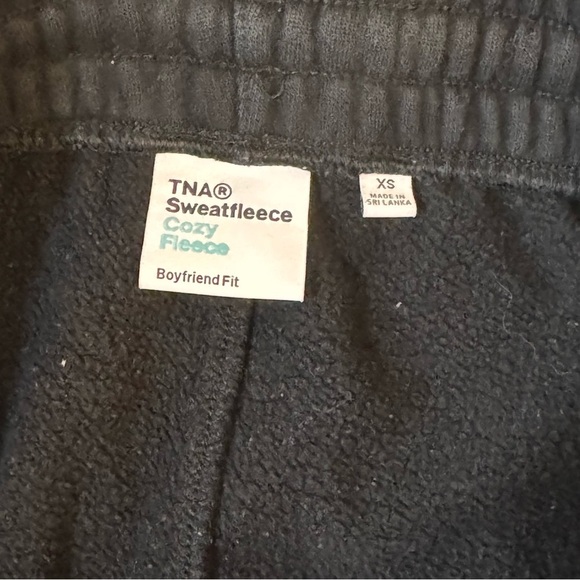 TNA®
Sweatfleece
Cozy
Fleece
Boyfriend Fit
XS
MADE IN
SRI LANKA